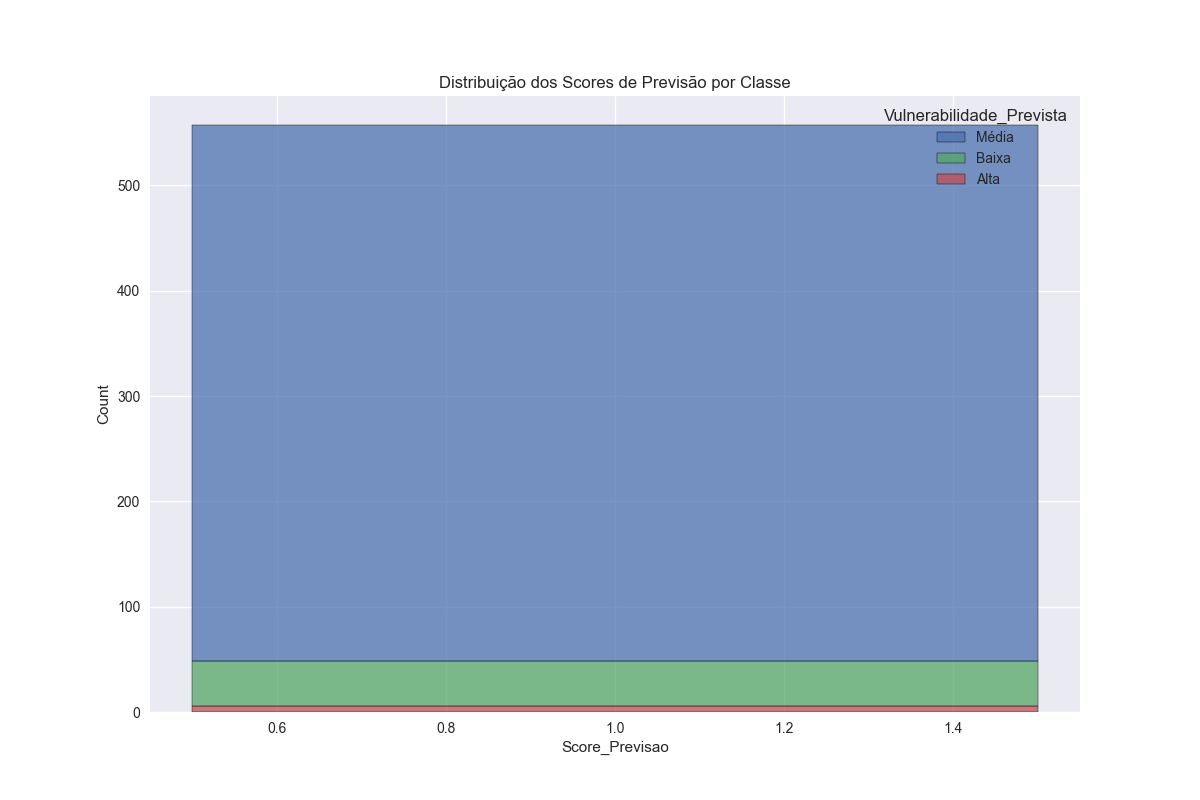 Distribuição dos Scores de Previsão por Classe
Vulnerabilidade_Prevista
Média
Baixa
Alta
500
400
300
200
100
0
Count
0.6 0.8 1.0 1.2 1.4
Score_Previsao